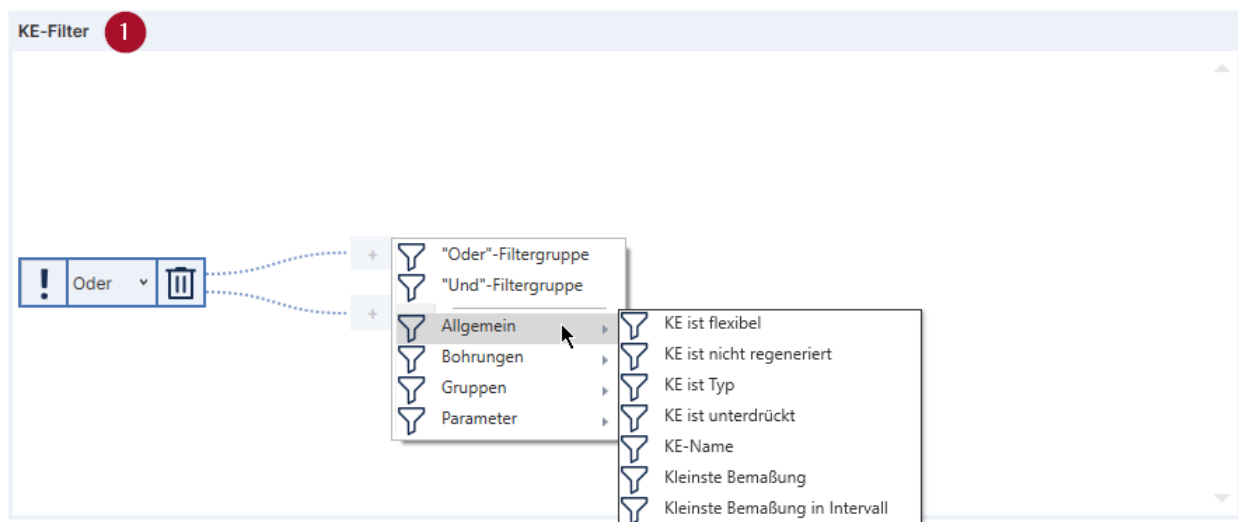 KE-Filter 1
Oder
+
+
"Oder"-Filtergruppe
"Und"-Filtergruppe
Allgemein
Bohrungen
Gruppen
Parameter
KE ist flexibel
KE ist nicht regeneriert
KE ist Typ
KE ist unterdrückt
KE-Name
Kleinste Bemaßung
Kleinste Bemaßung in Intervall